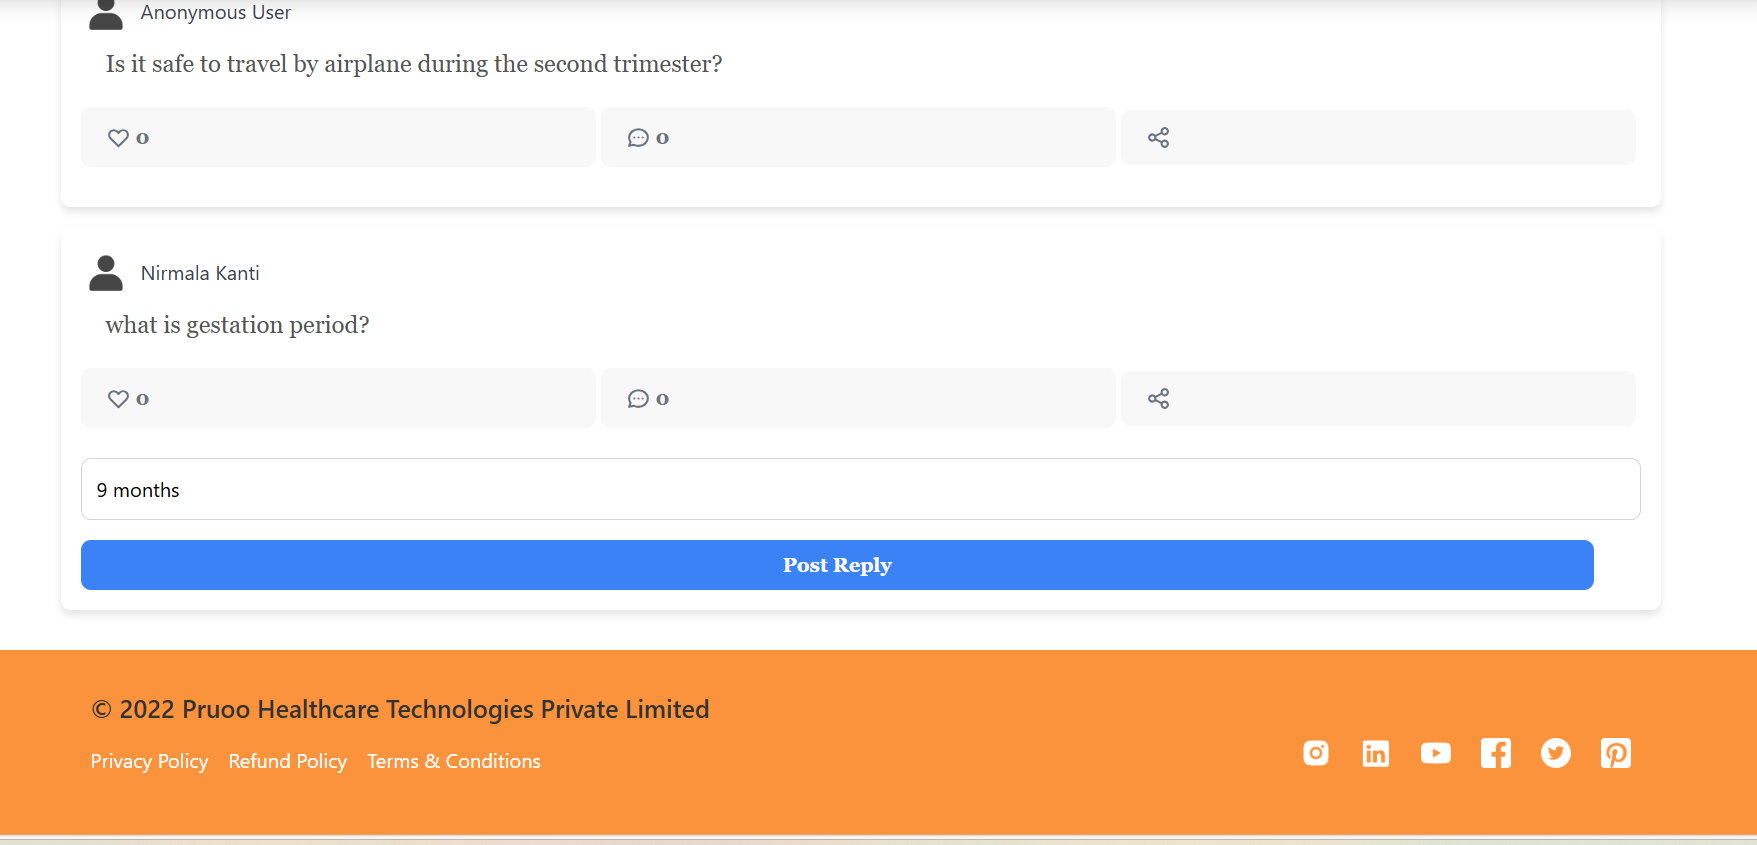 Anonymous User
Is it safe to travel by airplane during the second trimester?
0 0
Nirmala Kanti
what is gestation period?
0 0
9 months
Post Reply
© 2022 Pruoo Healthcare Technologies Private Limited
Privacy Policy Refund Policy Terms & Conditions